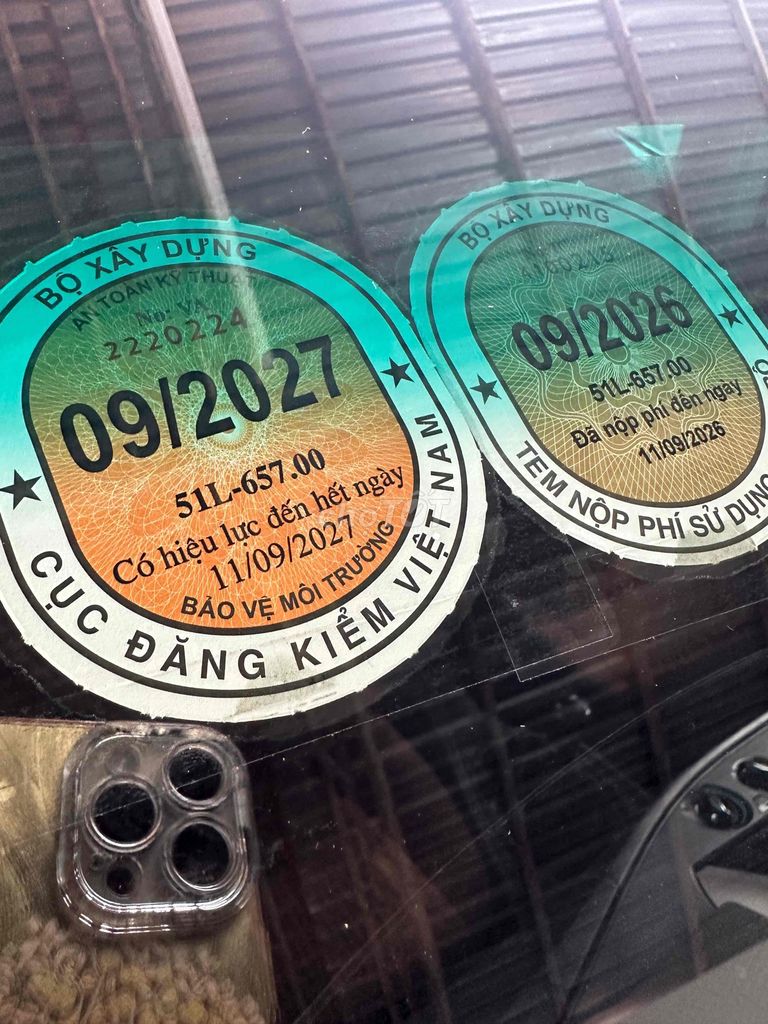 BỘ XÂY DỰNG
AN TOÀN KỸ THUẬT
No: VA
2220224
09/2027
51L-657.00
Có hiệu lực đến hết ngày
11/09/2027
BẢO VỆ MÔI TRƯỜNG
CỤC ĐĂNG KIỂM VIỆT NAM
BỘ XÂY DỰNG
09/2026
51L-657.00
Đã nộp phí đến ngày
11/09/2026
TEM NỘP PHÍ SỬ DỤNG